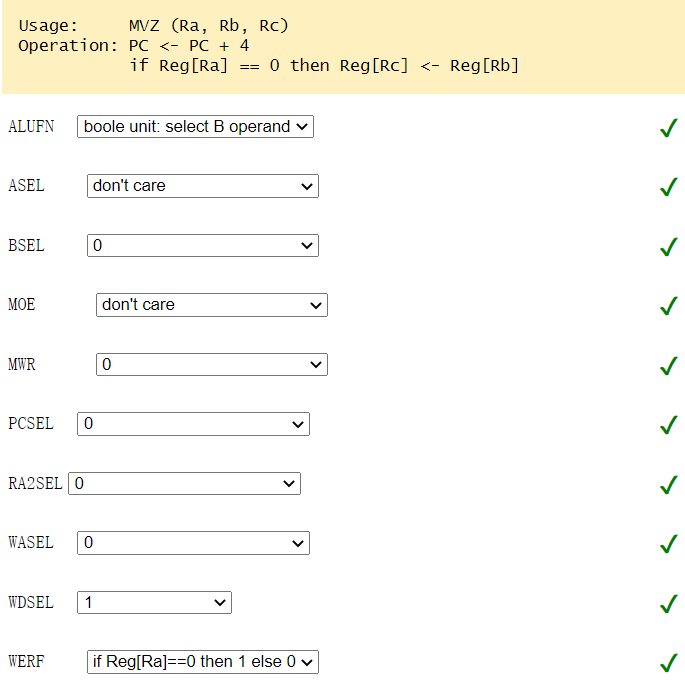 Usage:     MVZ (Ra, Rb, Rc)
Operation: PC <- PC + 4
           if Reg[Ra] == 0 then Reg[Rc] <- Reg[Rb]
ALUFN boole unit: select B operand
ASEL don't care
BSEL 0
MOE don't care
MWR 0
PCSEL 0
RA2SEL 0
WASEL 0
WDSEL 1
WERF if Reg[Ra]==0 then 1 else 0